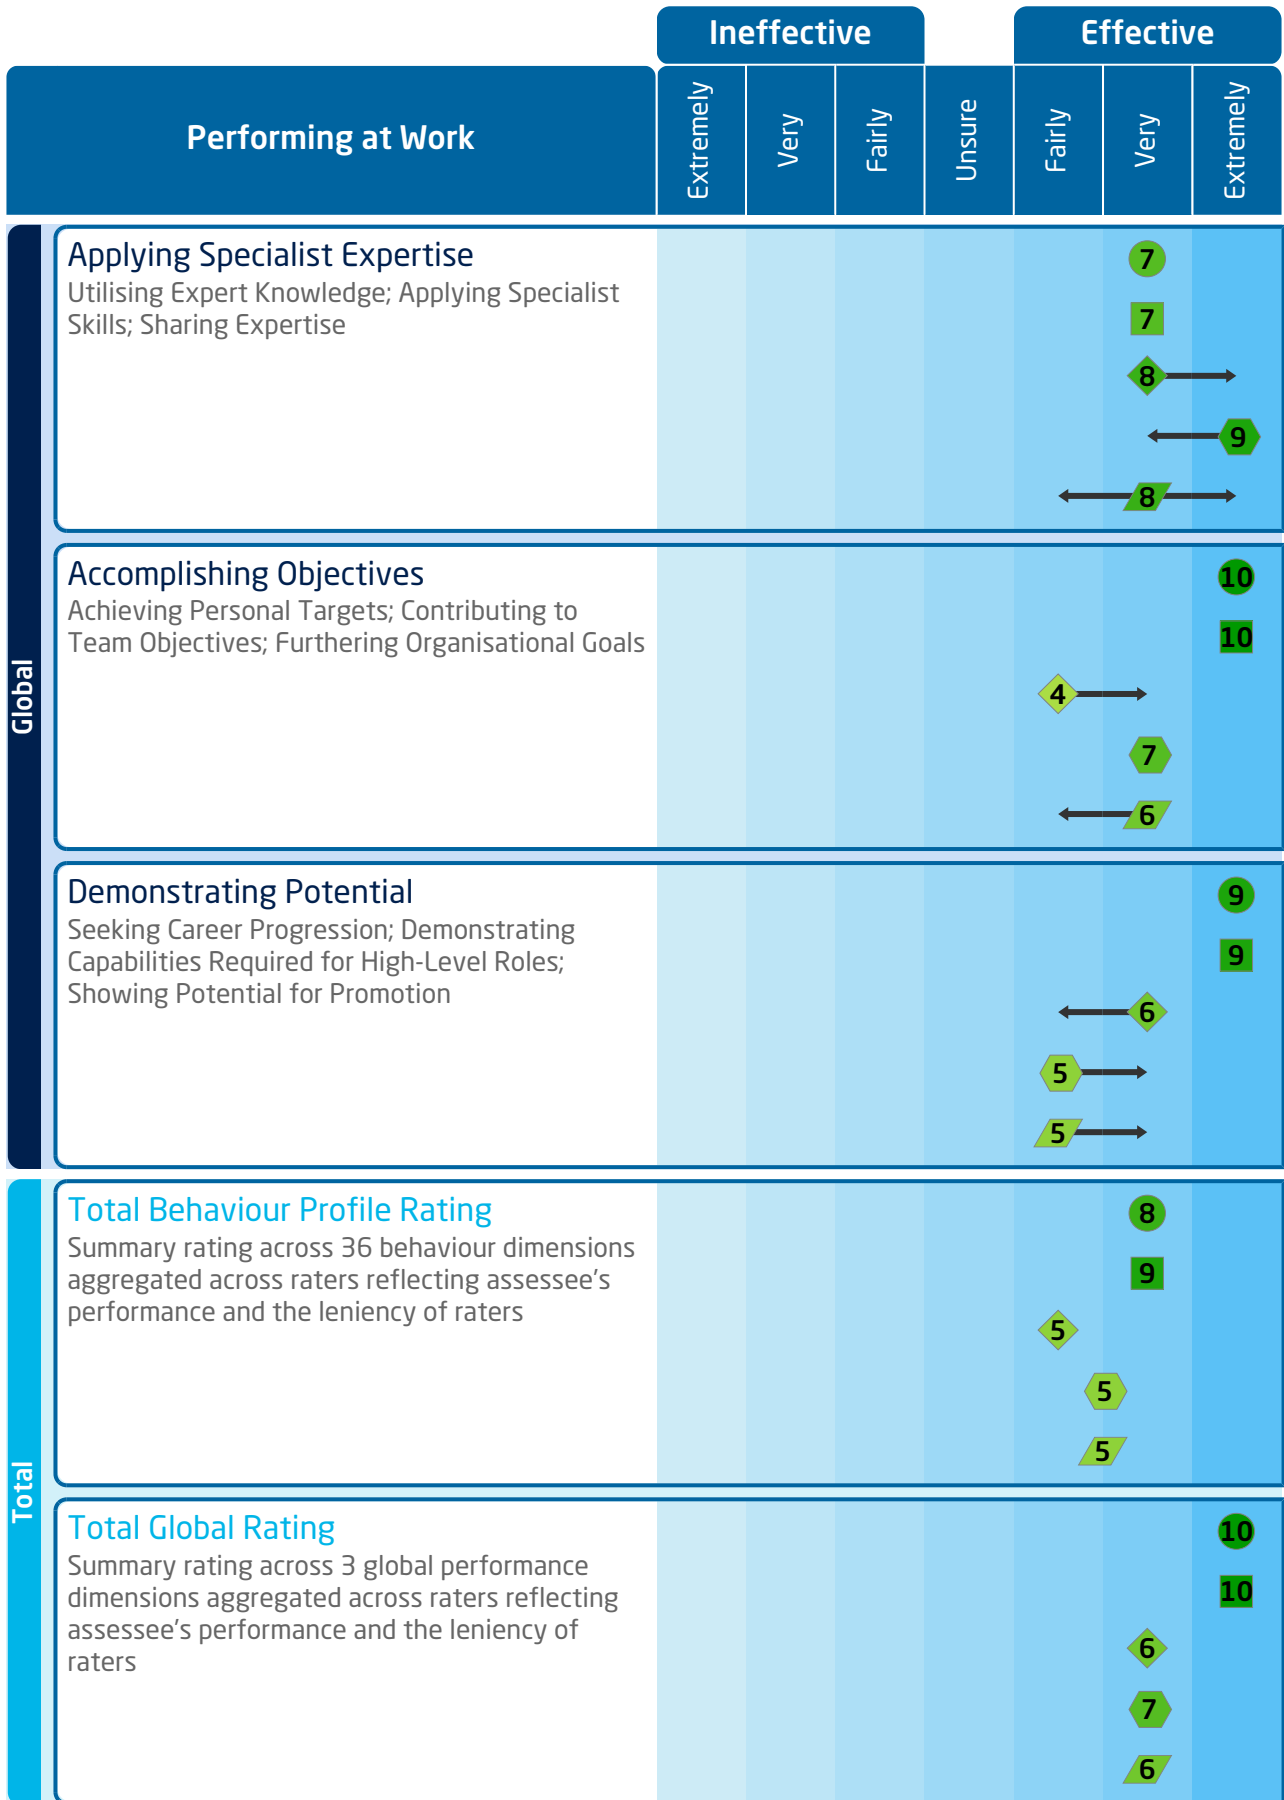 Ineffective
Effective
Performing at Work
Extremely
Very
Fairly
Unsure
Fairly
Very
Extremely
Global
Applying Specialist Expertise
Utilising Expert Knowledge; Applying Specialist
Skills; Sharing Expertise
7
7
8
9
8
Accomplishing Objectives
Achieving Personal Targets; Contributing to
Team Objectives; Furthering Organisational Goals
10
10
4
7
6
Demonstrating Potential
Seeking Career Progression; Demonstrating
Capabilities Required for High-Level Roles;
Showing Potential for Promotion
9
9
6
5
5
Total
Total Behaviour Profile Rating
Summary rating across 36 behaviour dimensions
aggregated across raters reflecting assessee's
performance and the leniency of raters
8
9
5
5
5
Total Global Rating
Summary rating across 3 global performance
dimensions aggregated across raters reflecting
assessee's performance and the leniency of
raters
10
10
6
7
6